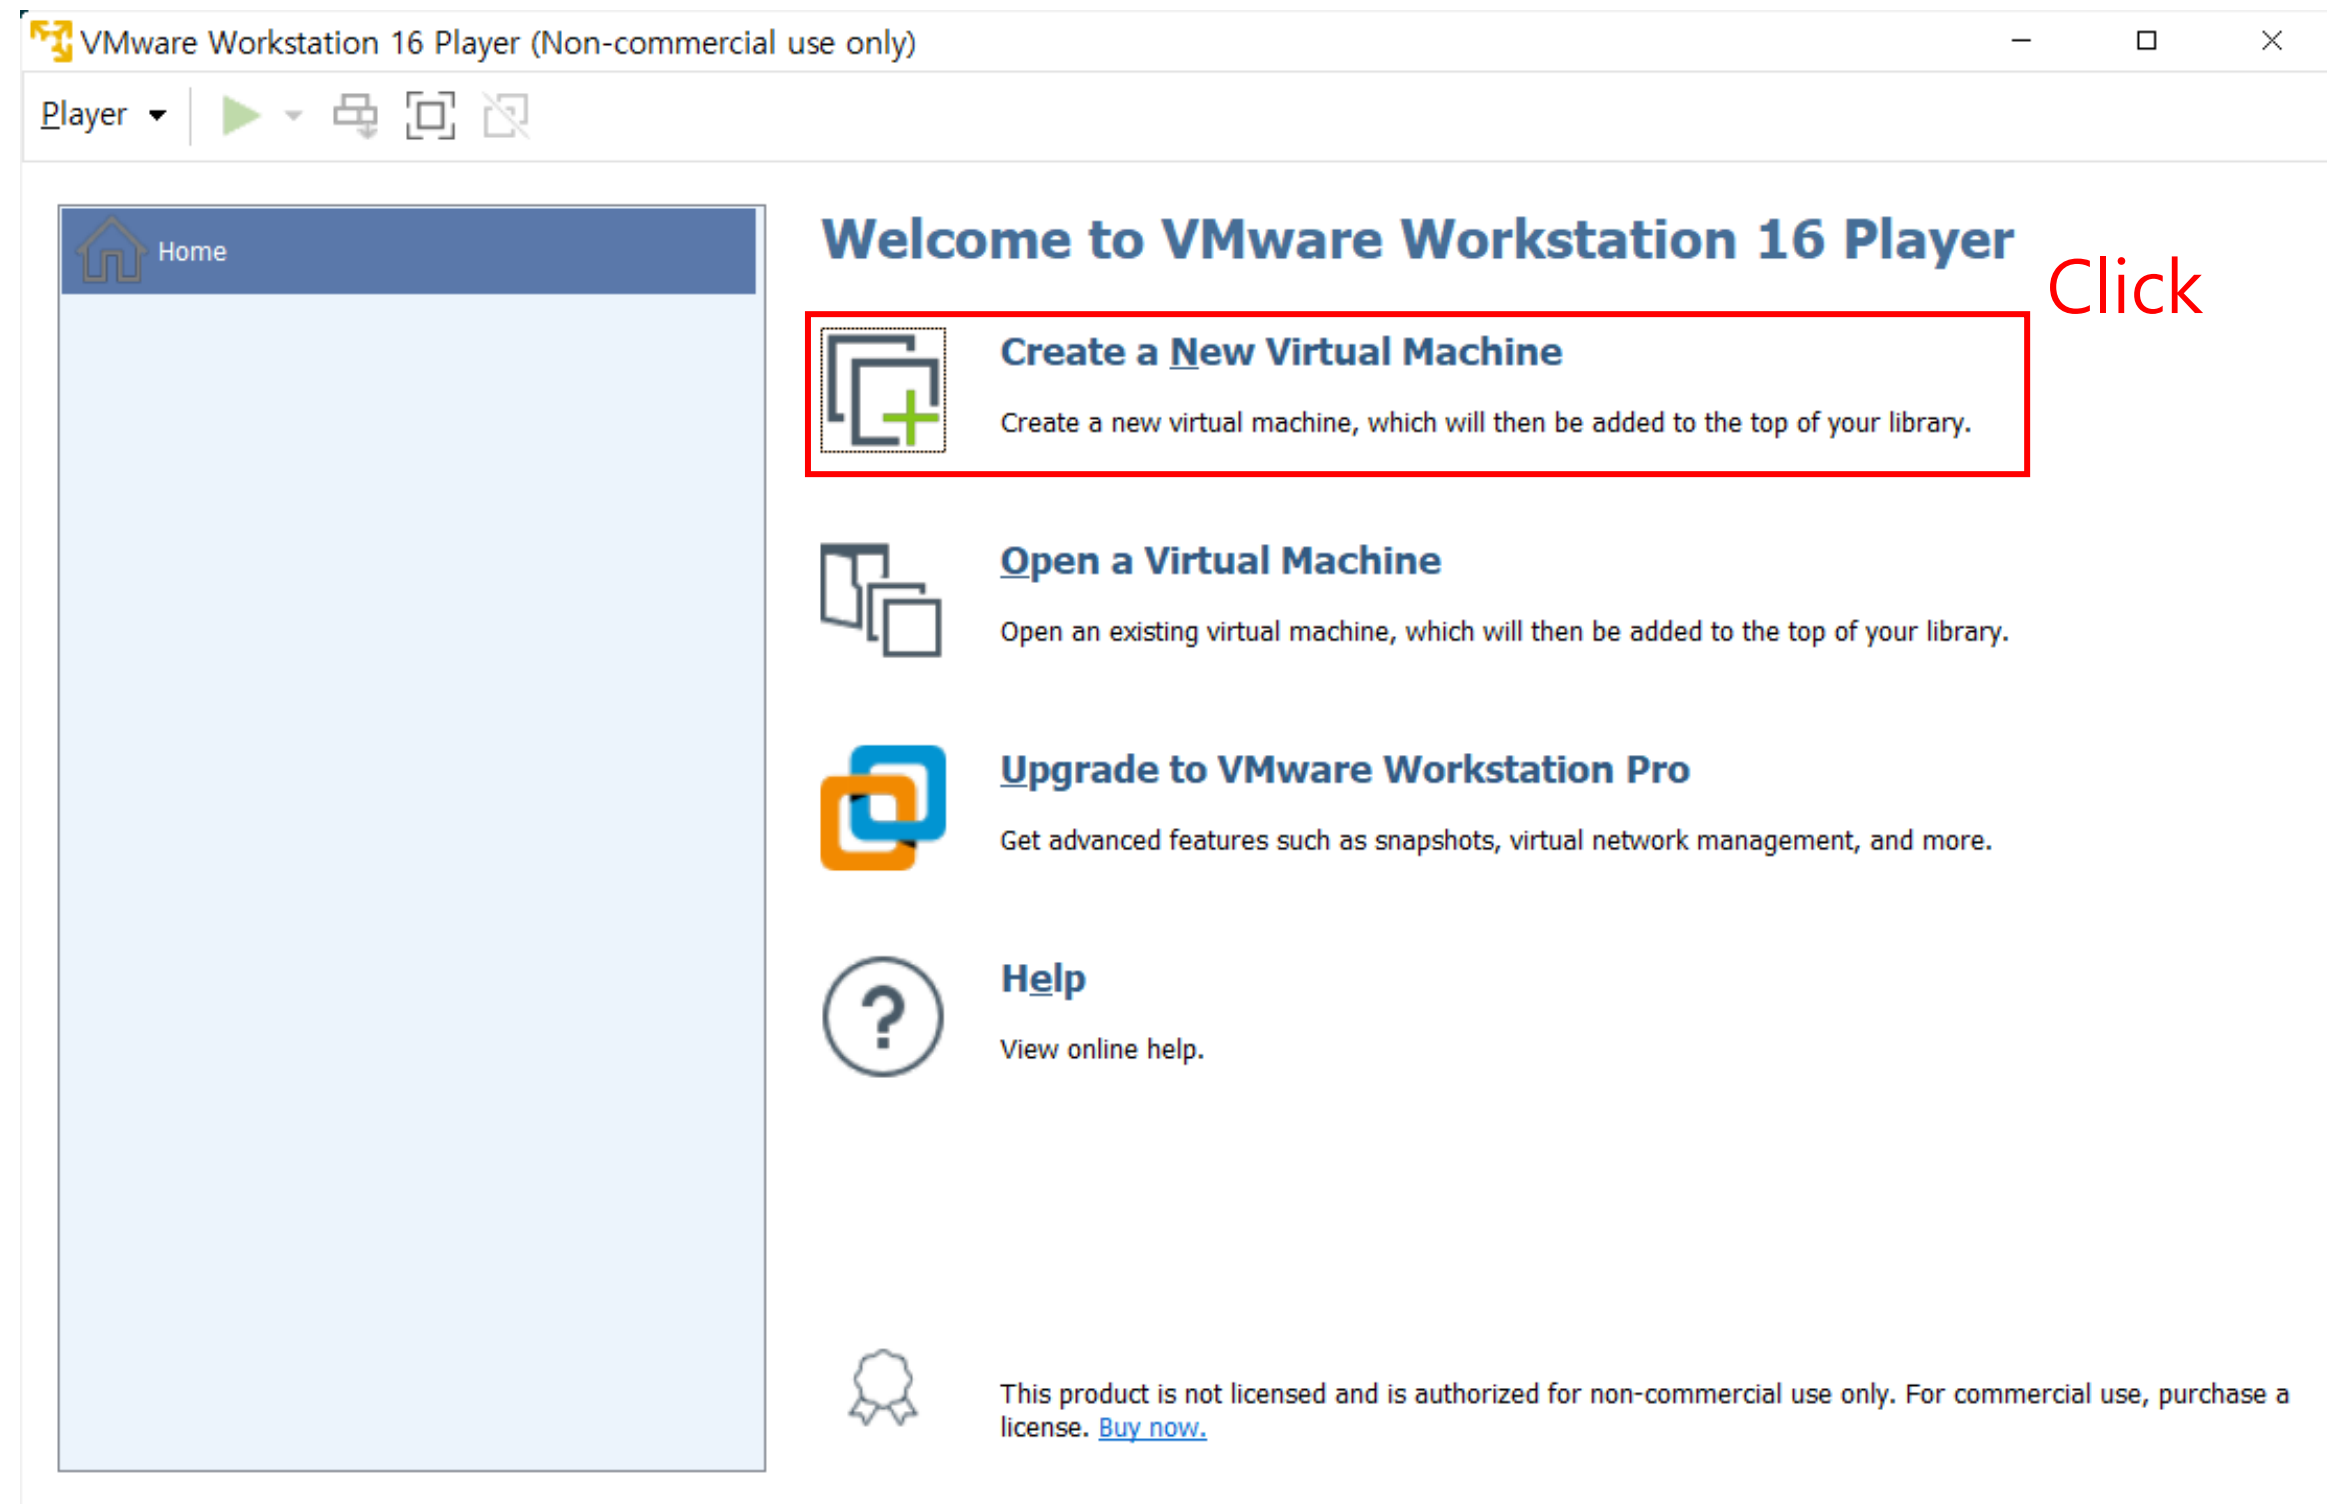 VMware Workstation 16 Player (Non-commercial use only)
Player
Home
Welcome to VMware Workstation 16 Player
Click
Create a New Virtual Machine
Create a new virtual machine, which will then be added to the top of your library.
Open a Virtual Machine
Open an existing virtual machine, which will then be added to the top of your library.
Upgrade to VMware Workstation Pro
Get advanced features such as snapshots, virtual network management, and more.
Help
View online help.
This product is not licensed and is authorized for non-commercial use only. For commercial use, purchase a
license. Buy now.